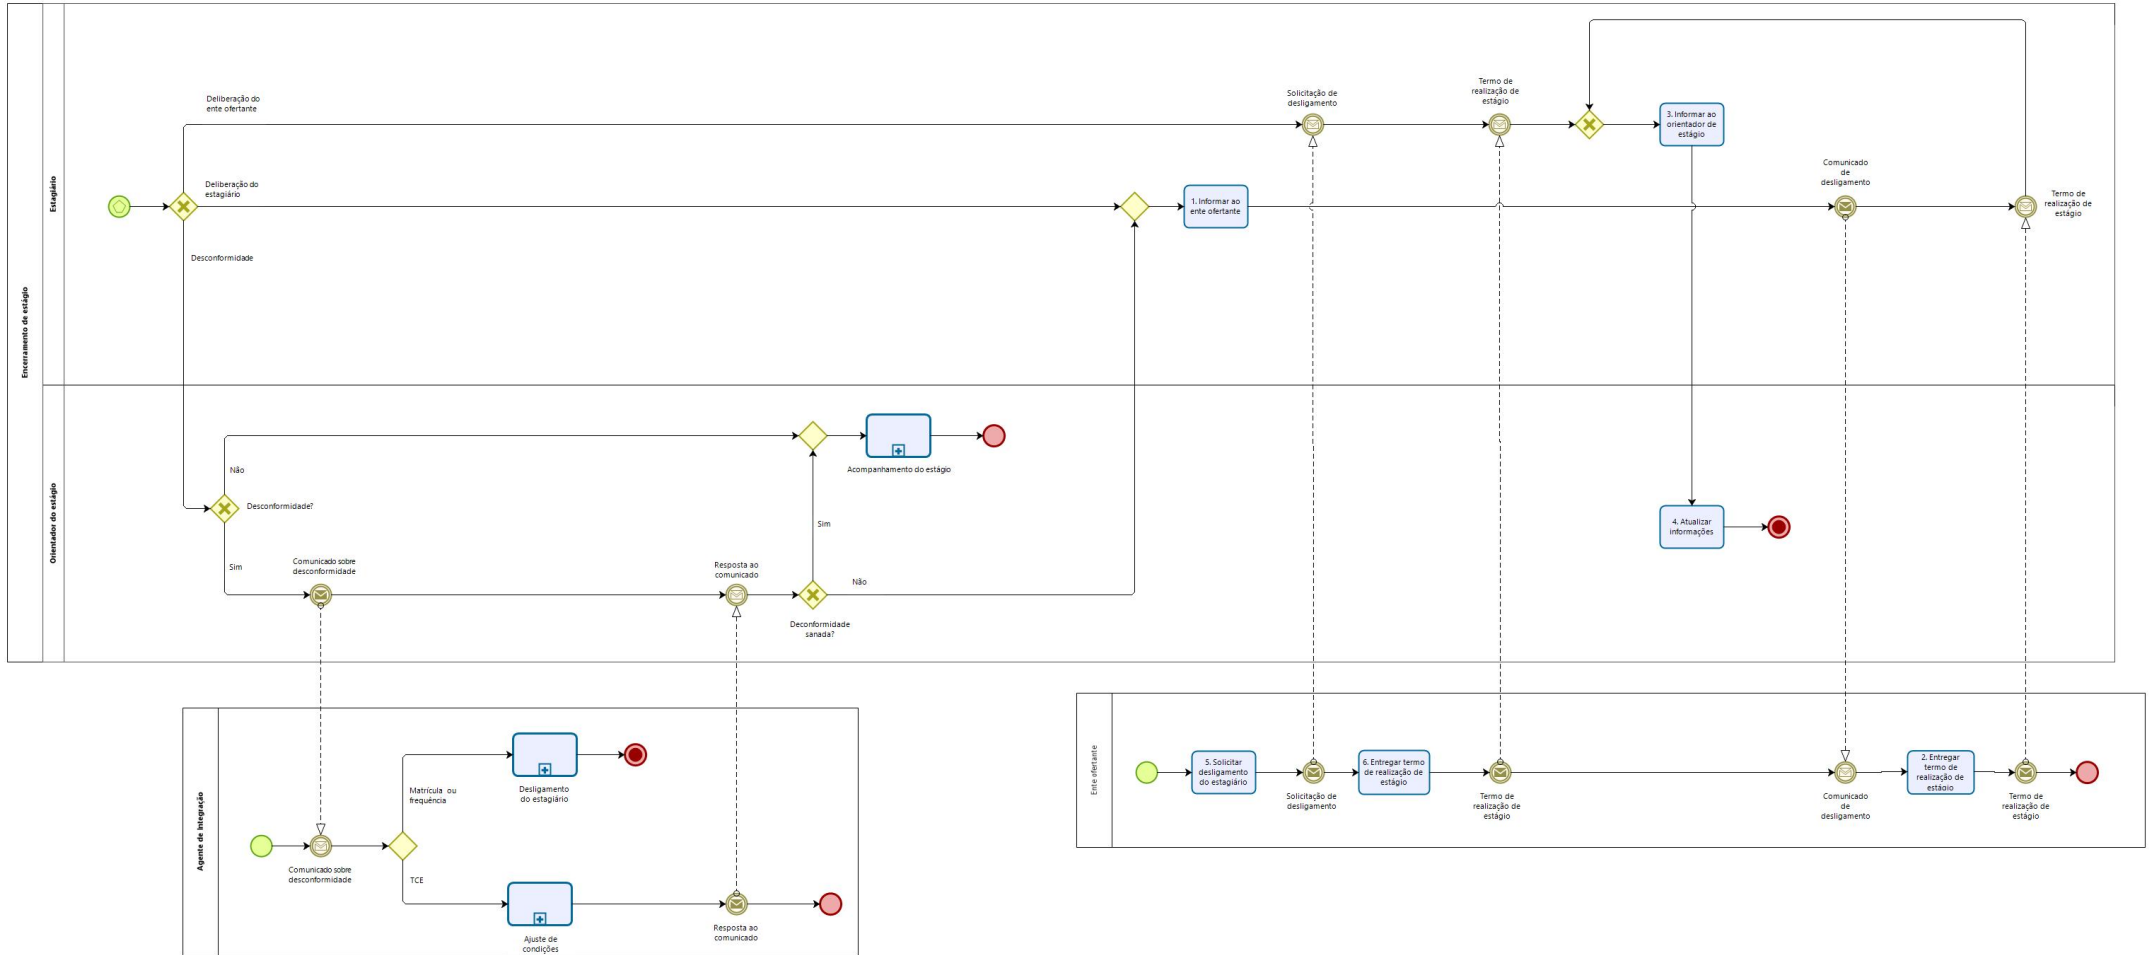 Encerramento de estágio
Estagiário
Deliberação do
ente ofertante
Deliberação do
estagiário
Desconformidade
Solicitação de
desligamento
Termo de
realização de
estágio
3. Informar ao
orientador de
estágio
1. Informar ao
ente ofertante
Comunicado
de
desligamento
Termo de
realização de
estágio
Orientador do estágio
Não
Desconformidade?
Sim
Comunicado sobre
desconformidade
Resposta ao
comunicado
Acompanhamento do estágio
Sim
Não
Deconformidade
sanada?
4. Atualizar
informações
Agente de Integração
Comunicado sobre
desconformidade
Matrícula ou
frequência
TCE
Desligamento
do estagiário
Ajuste de
condições
Resposta ao
comunicado
Ente ofertante
5. Solicitar
desligamento
do estagiário
Solicitação de
desligamento
6. Entregar termo
de realização de
estágio
Termo de
realização de
estágio
Comunicado
de
desligamento
2. Entregar
termo de
realização de
estágio
Termo de
realização de
estágio